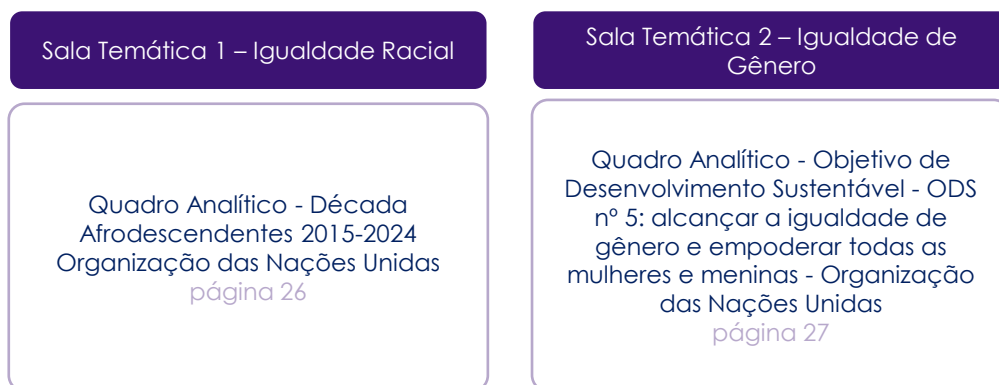 Sala Temática 1 – Igualdade Racial
Quadro Analítico - Década
Afrodescendentes 2015-2024
Organização das Nações Unidas
página 26
Sala Temática 2 – Igualdade de
Gênero
Quadro Analítico - Objetivo de
Desenvolvimento Sustentável - ODS
nº 5: alcançar a igualdade de
gênero e empoderar todas as
mulheres e meninas - Organização
das Nações Unidas
página 27